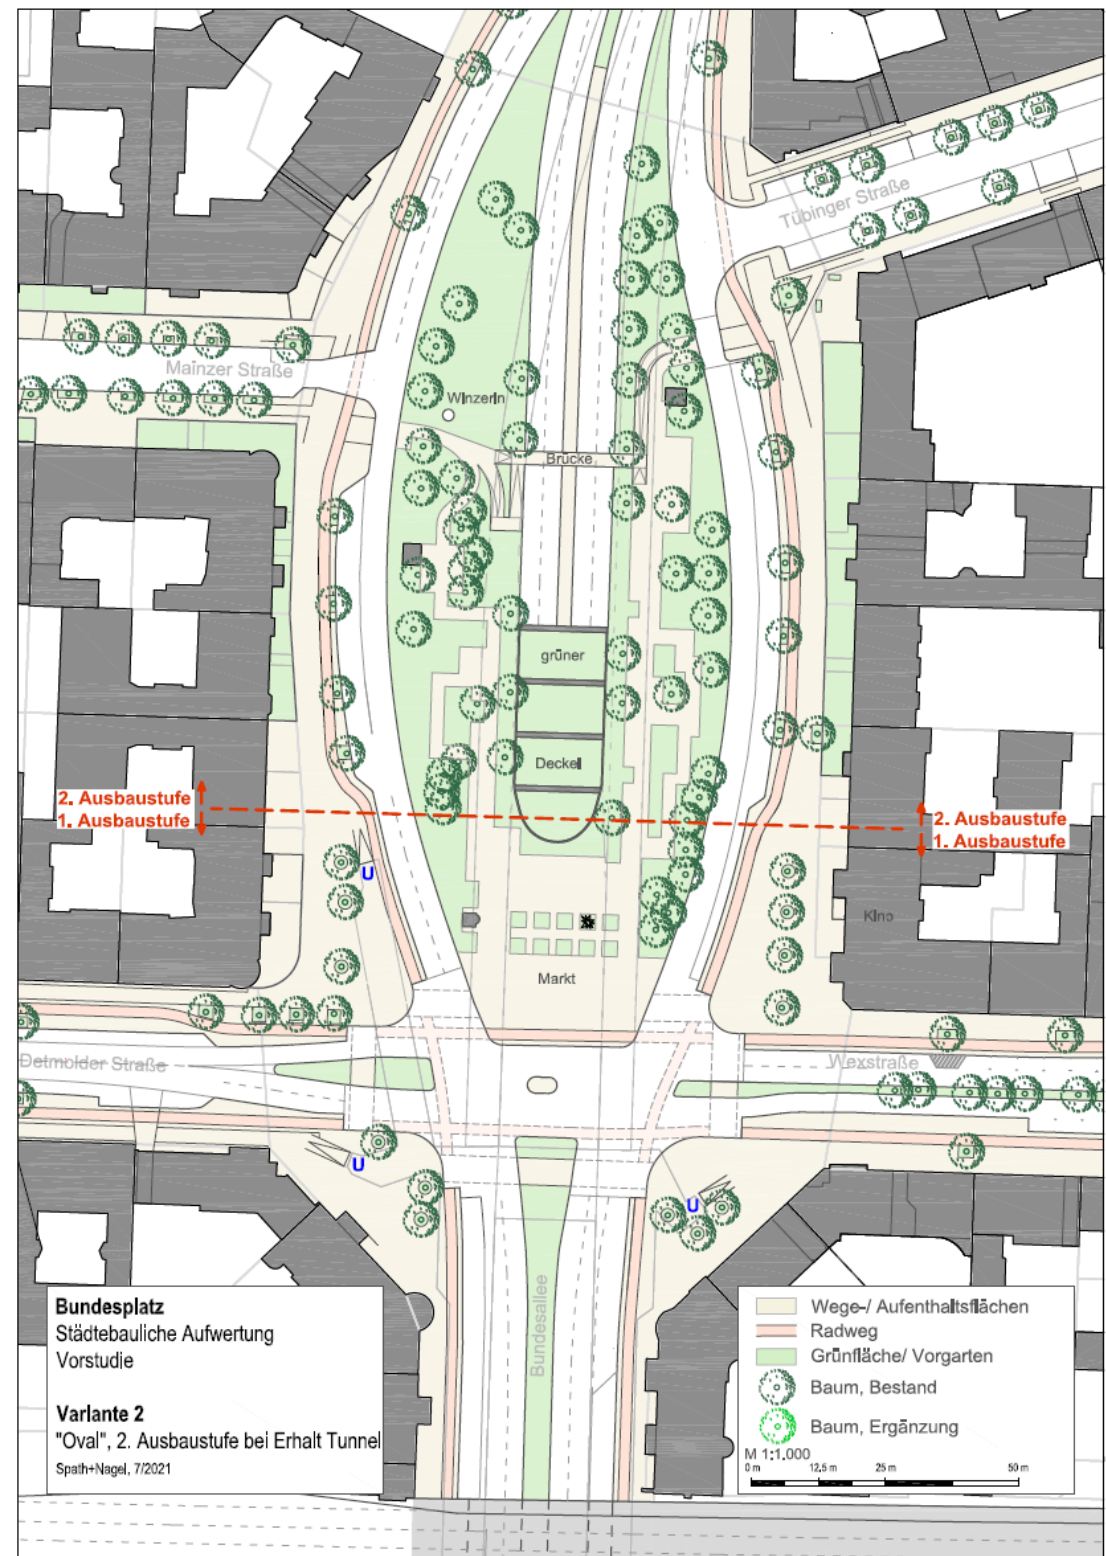 Tübinger Straße
Mainzer Straße
Winzerin
Brücke
grüner
Deckel
2. Ausbaustufe
1. Ausbaustufe
2. Ausbaustufe
1. Ausbaustufe
U
Kino
Markt
Detmolder Straße
Wexstraße
U
U
Bundesallee
Bundesplatz
Städtebauliche Aufwertung
Vorstudie
Variante 2
"Oval", 2. Ausbaustufe bei Erhalt Tunnel
Spath+Nagel, 7/2021
Wege-/ Aufenthaltsflächen
Radweg
Grünfläche/ Vorgarten
Baum, Bestand
Baum, Ergänzung
M 1:1.000
0 m 12,5 m 25 m 50 m